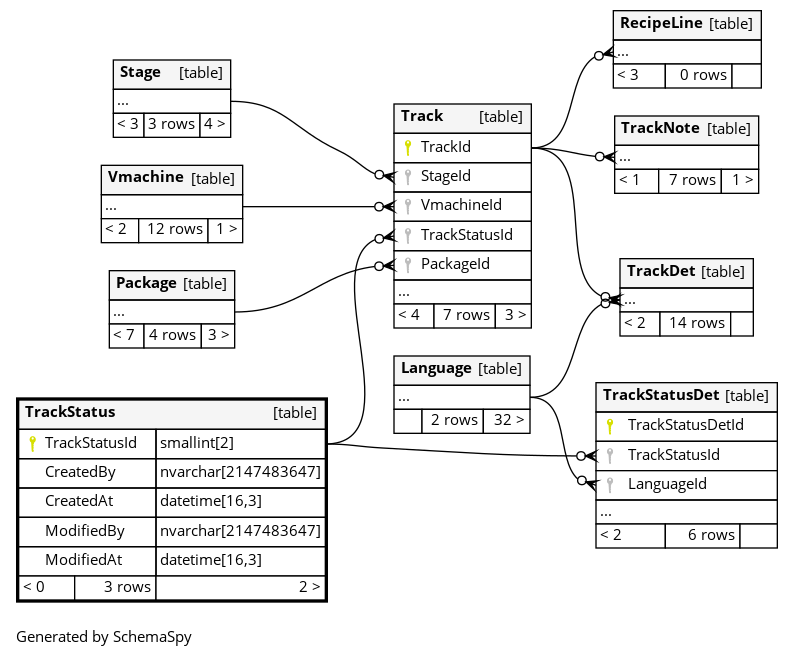 Stage [table]
...
< 3 3 rows 4 >
Vmachine [table]
...
< 2 12 rows 1 >
Package [table]
...
< 7 4 rows 3 >
TrackStatus [table]
TrackStatusId smallint[2]
CreatedBy nvarchar[2147483647]
CreatedAt datetime[16,3]
ModifiedBy nvarchar[2147483647]
ModifiedAt datetime[16,3]
< 0 3 rows 2 >
Track [table]
TrackId
StageId
VmachineId
TrackStatusId
PackageId
...
< 4 7 rows 3 >
Language [table]
...
2 rows 32 >
RecipeLine [table]
...
< 3 0 rows
TrackNote [table]
...
< 1 7 rows 1 >
TrackDet [table]
...
< 2 14 rows
TrackStatusDet [table]
TrackStatusDetId
TrackStatusId
LanguageId
...
< 2 6 rows
Generated by SchemaSpy